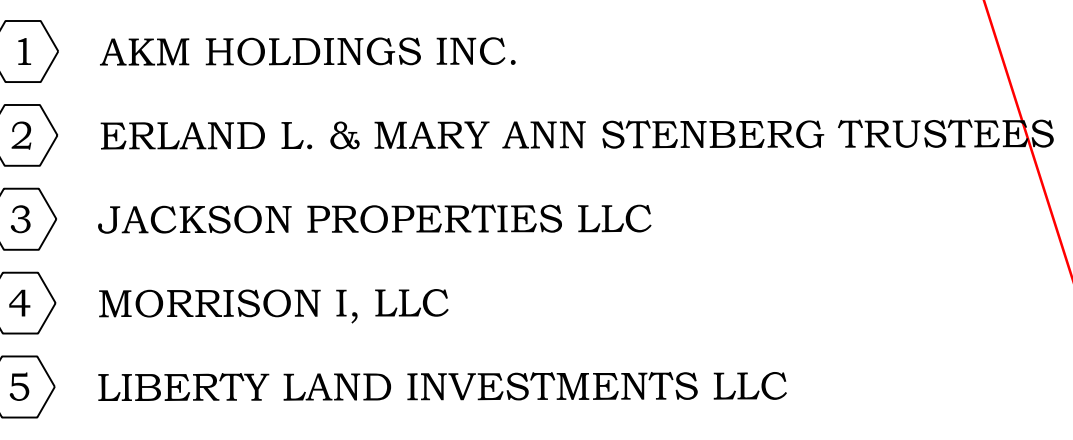 1 AKM HOLDINGS INC.
2 ERLAND L. & MARY ANN STENBERG TRUSTEES
3 JACKSON PROPERTIES LLC
4 MORRISON I, LLC
5 LIBERTY LAND INVESTMENTS LLC